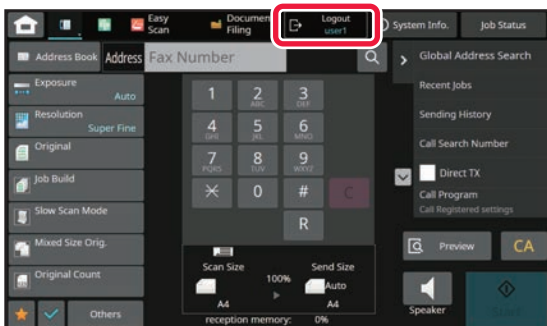 Easy
Scan
Document
Filing
Logout
user1
System Info.
Job Status
Address Book
Address
Fax Number
Exposure
Auto
Resolution
Super Fine
Original
Job Build
Slow Scan Mode
Mixed Size Orig.
Original Count
Others
1
2
ABC
3
DEF
4
GHI
5
JKL
6
MNO
7
PQRS
8
TUV
9
WXYZ
0
#
C
R
Scan Size
100%
Send Size
Auto
A4
A4
reception memory: 0%
Global Address Search
Recent Jobs
Sending History
Call Search Number
Direct TX
Call Program
Call Registered settings
Preview
CA
Speaker
Start